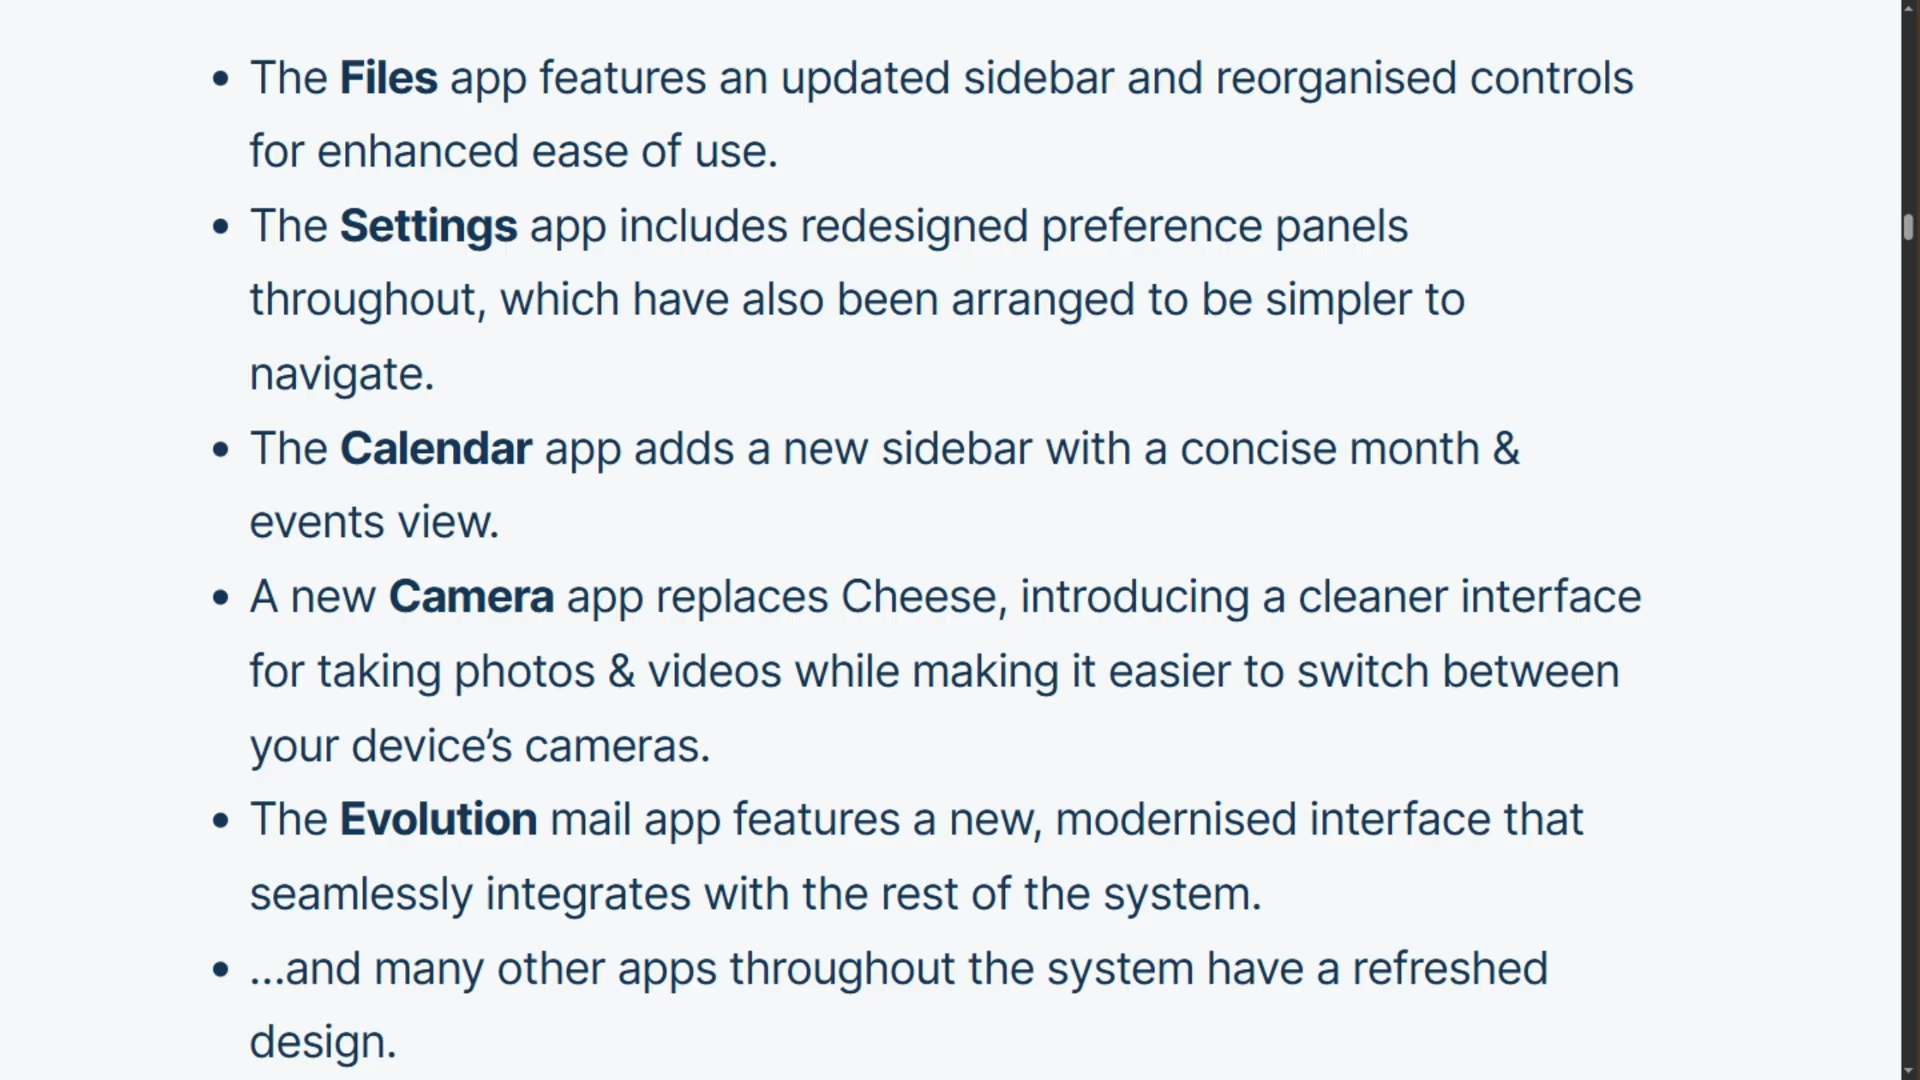 • The Files app features an updated sidebar and reorganised controls
for enhanced ease of use.
• The Settings app includes redesigned preference panels
throughout, which have also been arranged to be simpler to
navigate.
• The Calendar app adds a new sidebar with a concise month &
events view.
• A new Camera app replaces Cheese, introducing a cleaner interface
for taking photos & videos while making it easier to switch between
your device’s cameras.
• The Evolution mail app features a new, modernised interface that
seamlessly integrates with the rest of the system.
• …and many other apps throughout the system have a refreshed
design.